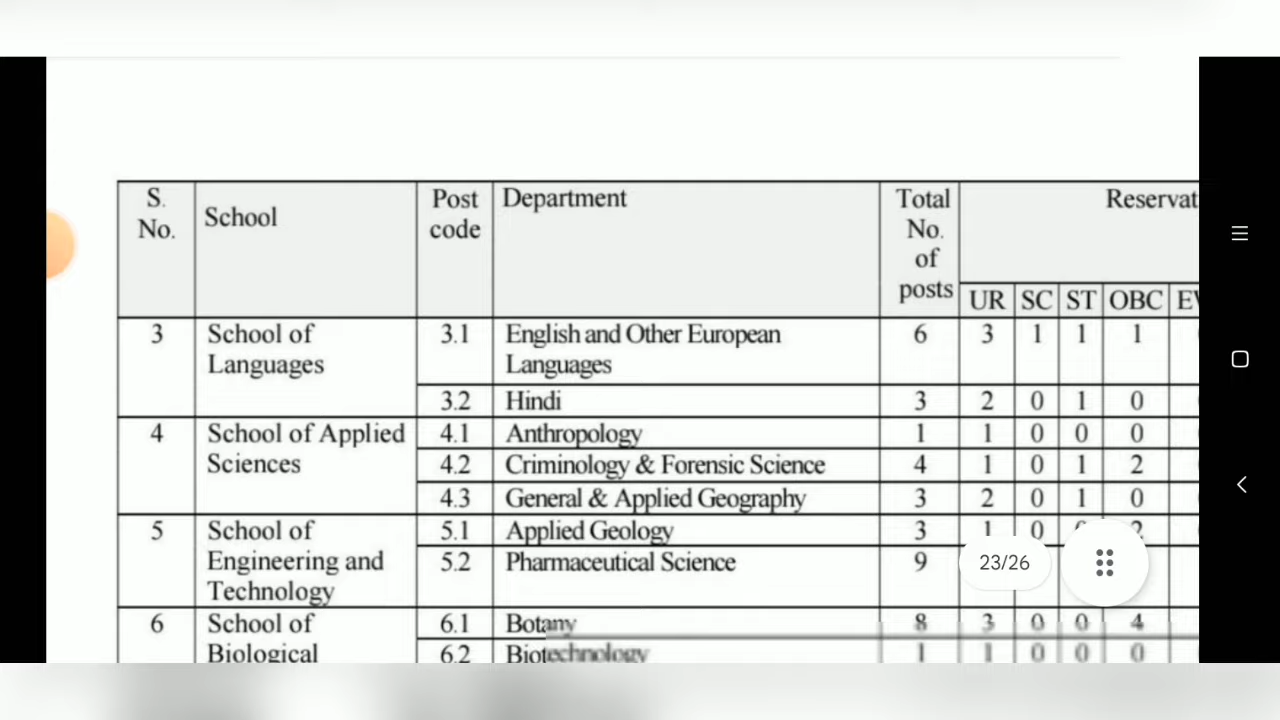 S. No. School Post code Department Total No. of posts Reservat
UR SC ST OBC
3 School of Languages 3.1 English and Other European Languages 6 3 1 1 1
3.2 Hindi 3 2 0 1 0
4 School of Applied Sciences 4.1 Anthropology 1 1 0 0 0
4.2 Criminology & Forensic Science 4 1 0 1 2
4.3 General & Applied Geography 3 2 0 1 0
5 School of Engineering and Technology 5.1 Applied Geology 3 1 0 2
5.2 Pharmaceutical Science 9
23/26
6 School of Biological 6.1 Botany 8 3 0 0 4
6.2 Biotechnology 1 1 0 0 0